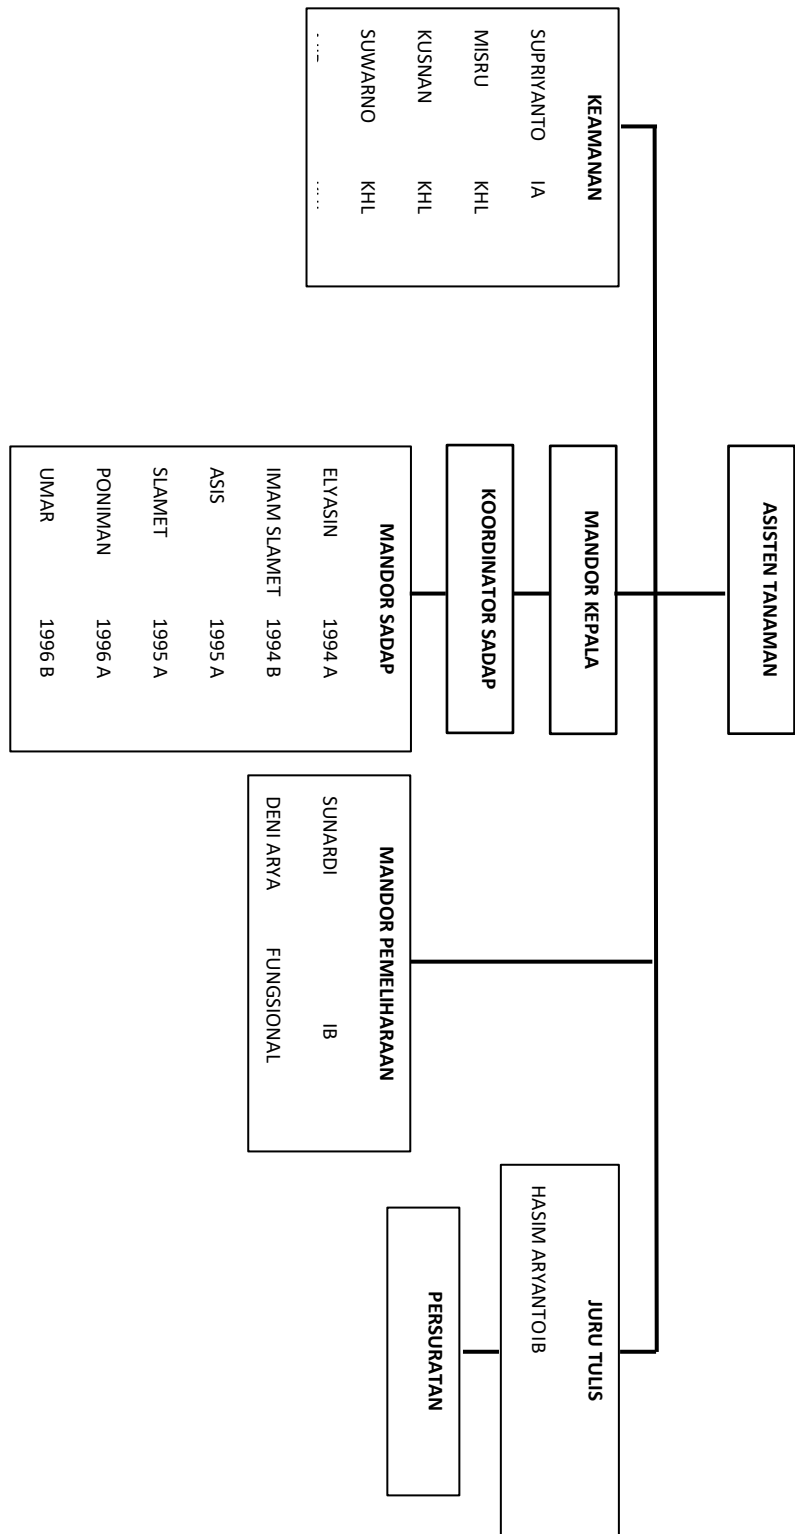 ASISTEN TANAMAN
MANDOR KEPALA
KOORDINATOR SADAP
KEAMANAN
SUPRIYANTO IA
MISRU KHL
KUSNAN KHL
SUWARNO KHL
MANDOR SADAP
ELYASIN 1994 A
IMAM SLAMET 1994 B
ASIS 1995 A
SLAMET 1995 A
PONIMAN 1996 A
UMAR 1996 B
MANDOR PEMELIHARAAN
SUNARDI IB
DENI ARYA FUNGSIONAL
JURU TULIS
HASIM ARYANTO IB
PERSURATAN